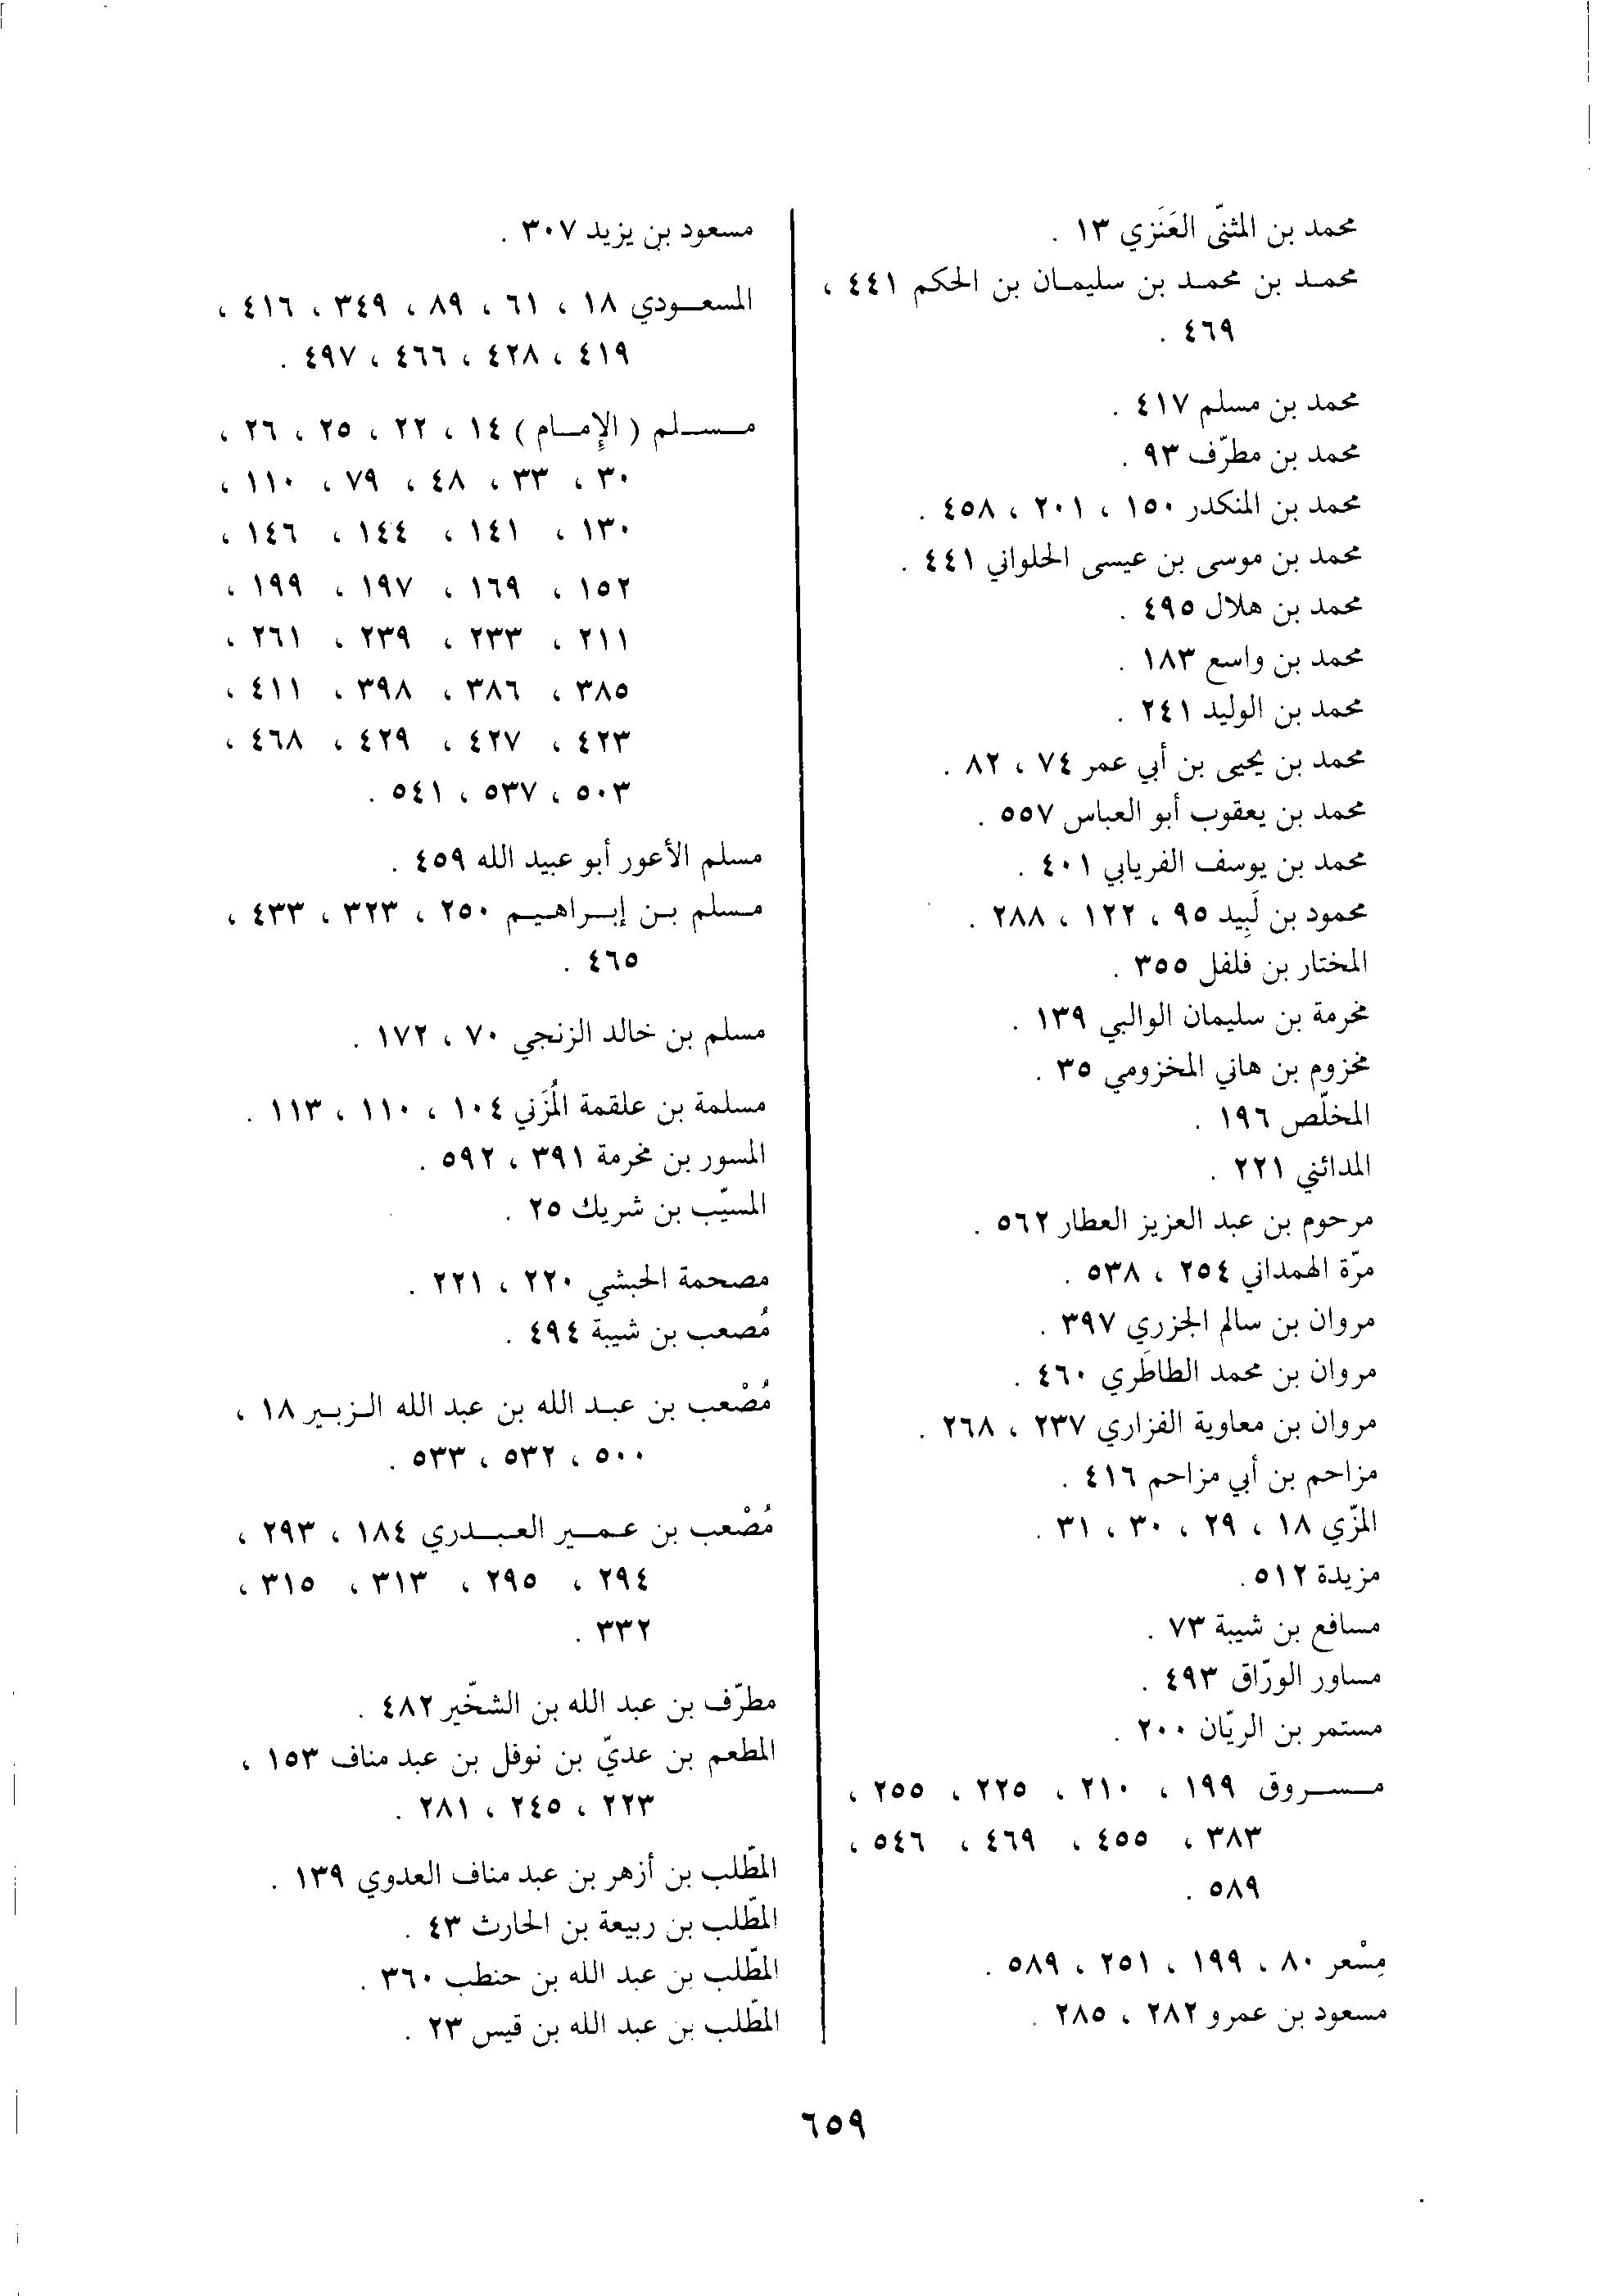 محمد بن المثنّى العَنَزي ١٣ .
محمد بن محمد بن سليمان بن الحكم ٤٤١ ،
٤٦٩ .
محمد بن مسلم ٤١٧ .
محمد بن مطرّف ٩٣ .
محمد بن المنكدر ١٥٠ ، ٢٠١ ، ٤٥٨ .
محمد بن موسى بن عيسى الحلواني ٤٤١ .
محمد بن هلال ٤٩٥ .
محمد بن واسع ١٨٣ .
محمد بن الوليد ٢٤١ .
محمد بن يحيى بن أبي عمر ٧٤ ، ٨٢ .
محمد بن يعقوب أبو العباس ٥٥٧ .
محمد بن يوسف الفريابي ٤٠١ .
محمود بن لَبِيد ٩٥ ، ١٢٢ ، ٢٨٨ .
المختار بن فلفل ٣٥٥ .
مخرمة بن سليمان الوالبي ١٣٩ .
مخزوم بن هاني المخزومي ٣٥ .
المخلّص ١٩٦ .
المدائني ٢٢١ .
مرحوم بن عبد العزيز العطار ٥٦٢ .
مرّة الهمداني ٢٥٤ ، ٥٣٨ .
مروان بن سالم الجزري ٣٩٧ .
مروان بن محمد الطاطَري ٤٦٠ .
مروان بن معاوية الفزاري ٢٣٧ ، ٢٦٨ .
مزاحم بن أبي مزاحم ٤١٦ .
المزّي ١٨ ، ٢٩ ، ٣٠ ، ٣١ .
مزيدة ٥١٢ .
مسافع بن شيبة ٧٣ .
مساور الورّاق ٤٩٣ .
مستمر بن الريّان ٢٠٠ .
مسروق ١٩٩ ، ٢١٠ ، ٢٢٥ ، ٢٥٥ ،
٣٨٣ ، ٤٥٥ ، ٤٦٩ ، ٥٤٦ ،
٥٨٩ .
مِسْعر ٨٠ ، ١٩٩ ، ٢٥١ ، ٥٨٩ .
مسعود بن عمرو ٢٨٢ ، ٢٨٥ .
مسعود بن يزيد ٣٠٧ .
المسعودي ١٨ ، ٦١ ، ٨٩ ، ٣٤٩ ، ٤١٦ ،
٤١٩ ، ٤٢٨ ، ٤٦٦ ، ٤٩٧ .
مسلم ( الإمام ) ١٤ ، ٢٢ ، ٢٥ ، ٢٦ ،
٣٠ ، ٣٣ ، ٤٨ ، ٧٩ ، ١١٠ ،
١٣٠ ، ١٤١ ، ١٤٤ ، ١٤٦ ،
١٥٢ ، ١٦٩ ، ١٩٧ ، ١٩٩ ،
٢١١ ، ٢٣٣ ، ٢٣٩ ، ٢٦١ ،
٣٨٥ ، ٣٨٦ ، ٣٩٨ ، ٤١١ ،
٤٢٣ ، ٤٢٧ ، ٤٢٩ ، ٤٦٨ ،
٥٠٣ ، ٥٣٧ ، ٥٤١ .
مسلم الأعور أبو عبيد الله ٤٥٩ .
مسلم بن إبراهيم ٢٥٠ ، ٣٢٣ ، ٤٣٣ ،
٤٦٥ .
مسلم بن خالد الزنجي ٧٠ ، ١٧٢ .
مسلمة بن علقمة المُزَني ١٠٤ ، ١١٠ ، ١١٣ .
المسور بن مخرمة ٣٩١ ، ٥٩٢ .
المسيّب بن شريك ٢٥ .
مصحمة الحبشي ٢٢٠ ، ٢٢١ .
مُصعب بن شيبة ٤٩٤ .
مُصْعب بن عبد الله بن عبد الله الزبير ١٨ ،
٥٠٠ ، ٥٣٢ ، ٥٣٣ .
مُصْعب بن عمير العبدري ١٨٤ ، ٢٩٣ ،
٢٩٤ ، ٢٩٥ ، ٣١٣ ، ٣١٥ ،
٣٣٢ .
مطرّف بن عبد الله بن الشخّير ٤٨٢ .
المطعم بن عديّ بن نوفل بن عبد مناف ١٥٣ ،
٢٢٣ ، ٢٤٥ ، ٢٨١ .
المطّلب بن أزهر بن عبد مناف العدوي ١٣٩ .
المطّلب بن ربيعة بن الحارث ٤٣ .
المطّلب بن عبد الله بن حنطب ٣٦٠ .
المطّلب بن عبد الله بن قيس ٢٣ .
٦٥٩